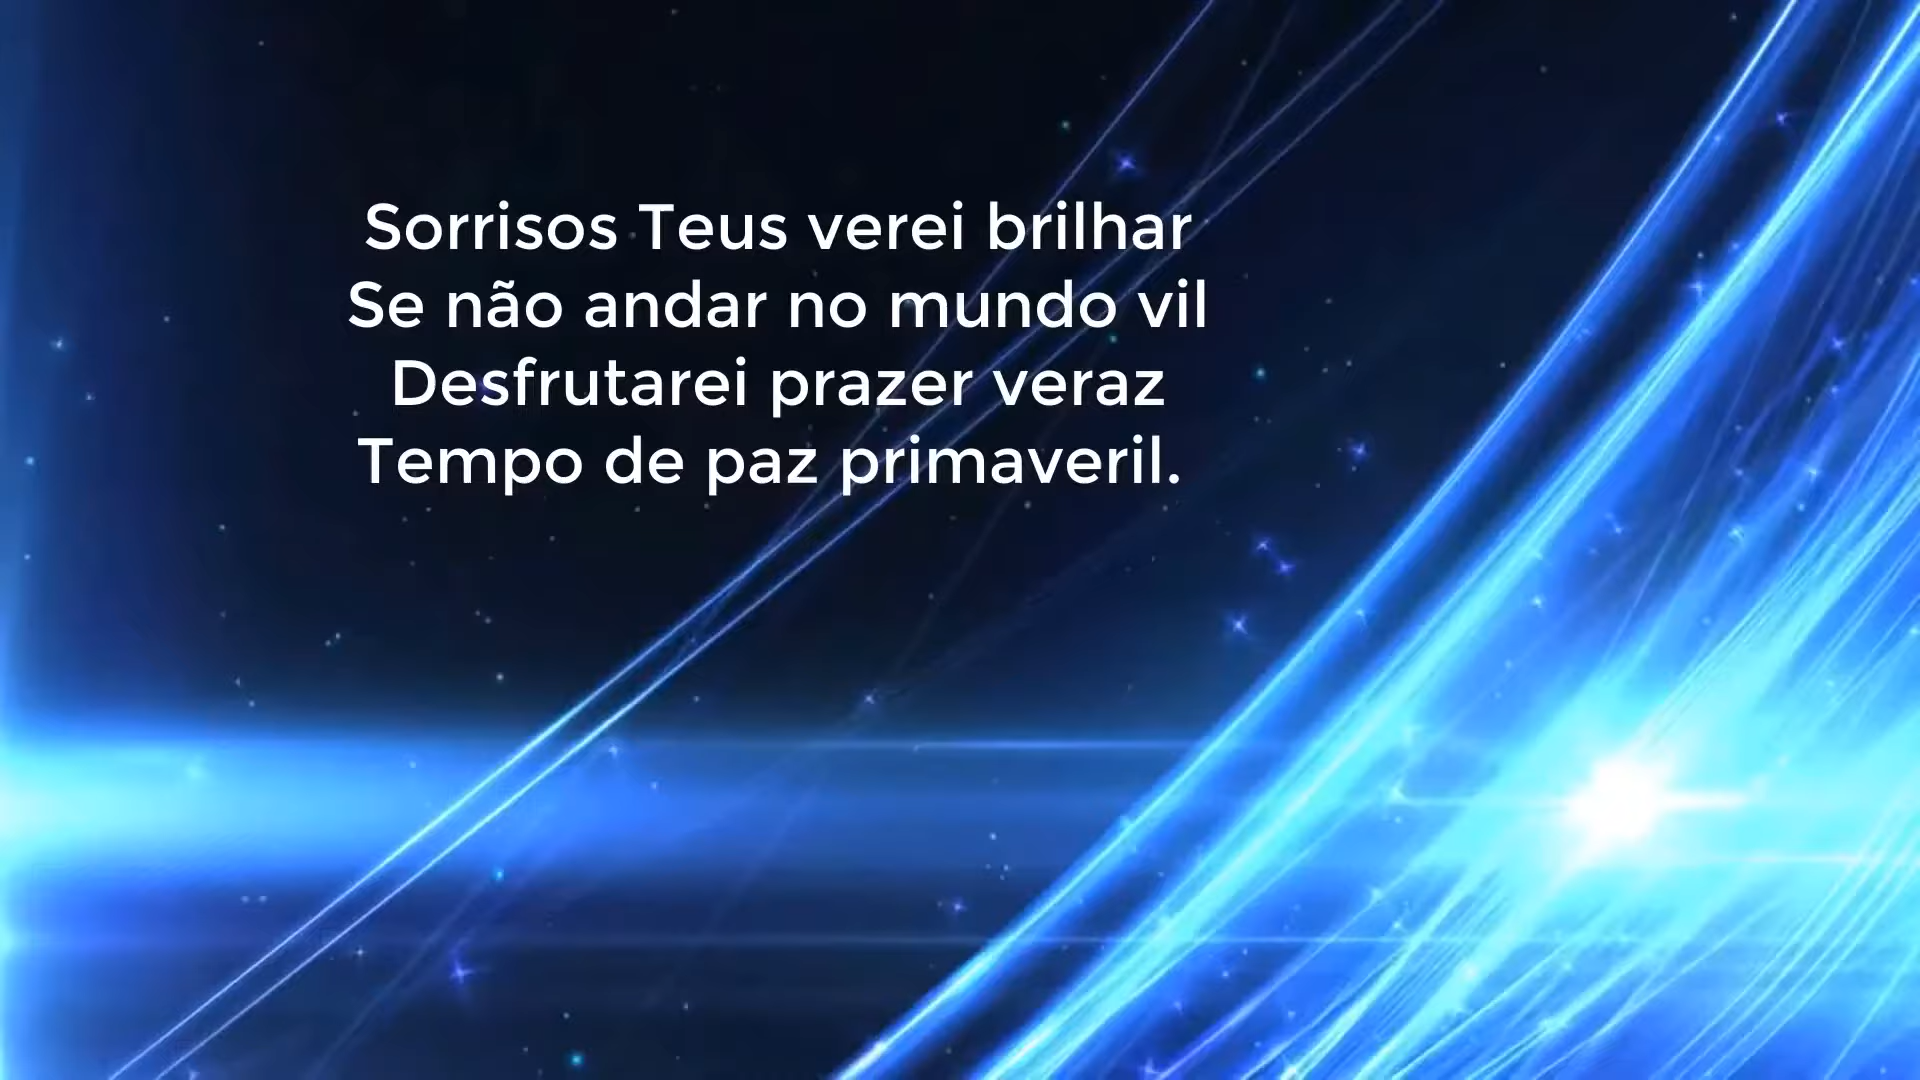 Sorrisos Teus verei brilhar
Se não andar no mundo vil
Desfrutarei prazer veraz
Tempo de paz primaveril.